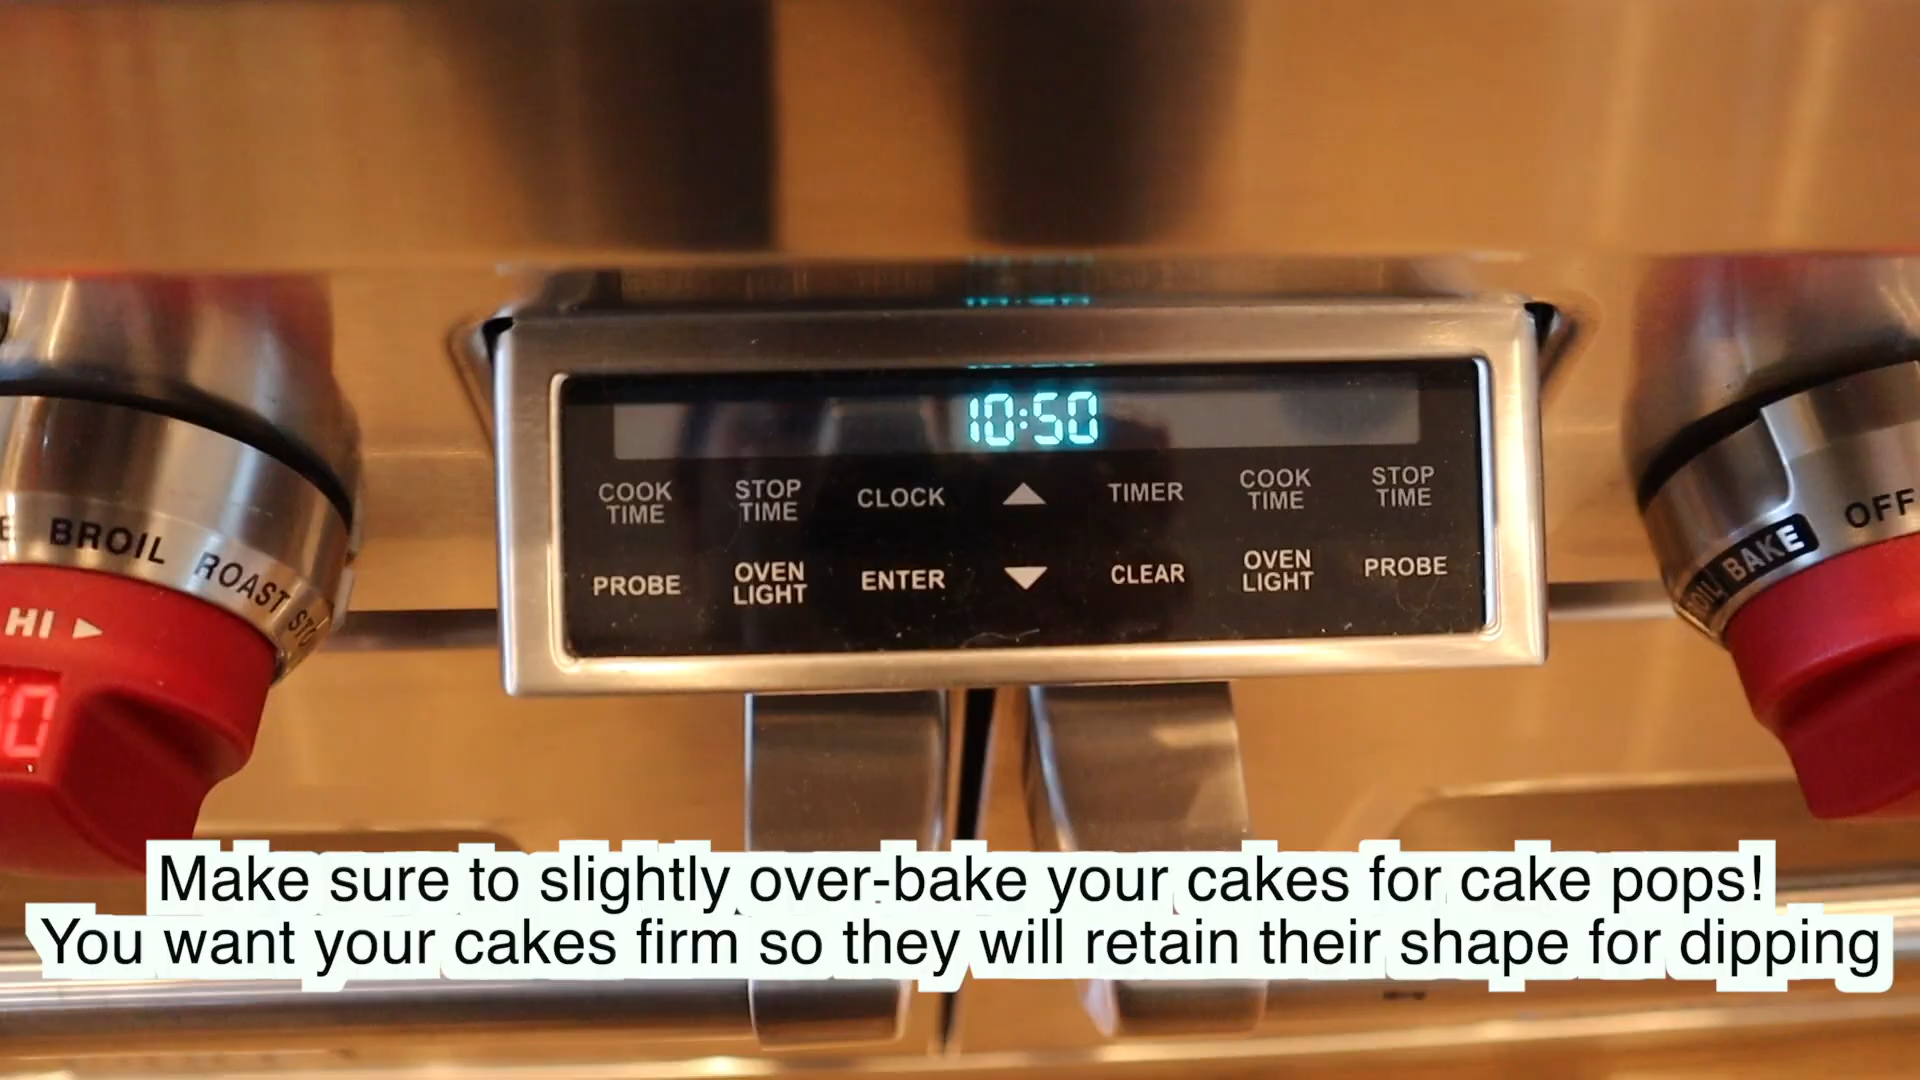 10:50
COOK TIME
STOP TIME
CLOCK
TIMER
COOK TIME
STOP TIME
PROBE
OVEN LIGHT
ENTER
CLEAR
OVEN LIGHT
PROBE
BROIL ROAST
HI
0
BAKE OFF
Make sure to slightly over-bake your cakes for cake pops!
You want your cakes firm so they will retain their shape for dipping